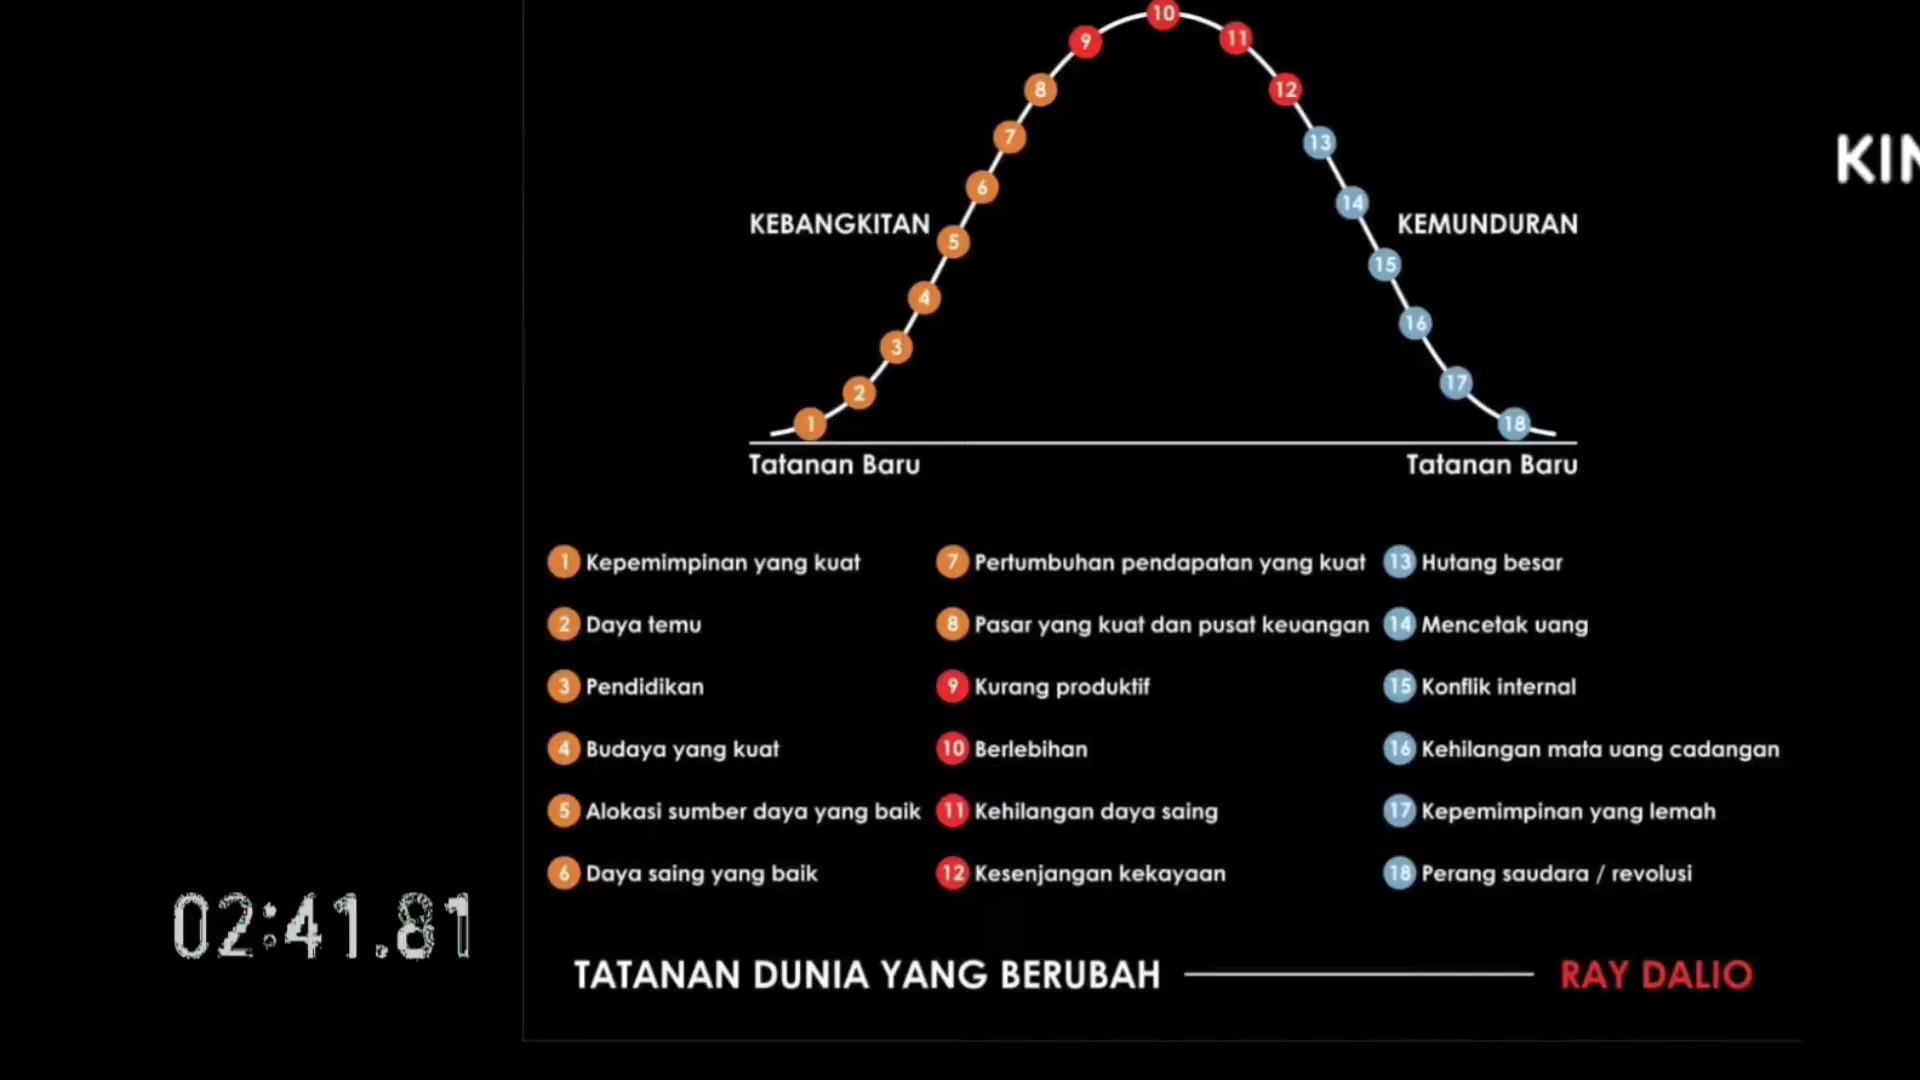 10
9
11
8
12
7
13
KIN
6
14
KEBANGKITAN
KEMUNDURAN
5
15
4
16
3
17
2
1
18
Tatanan Baru
Tatanan Baru
1 Kepemimpinan yang kuat
2 Daya temu
3 Pendidikan
4 Budaya yang kuat
5 Alokasi sumber daya yang baik
6 Daya saing yang baik
7 Pertumbuhan pendapatan yang kuat
8 Pasar yang kuat dan pusat keuangan
9 Kurang produktif
10 Berlebihan
11 Kehilangan daya saing
12 Kesenjangan kekayaan
13 Hutang besar
14 Mencetak uang
15 Konflik internal
16 Kehilangan mata uang cadangan
17 Kepemimpinan yang lemah
18 Perang saudara / revolusi
02:41.81
TATANAN DUNIA YANG BERUBAH
RAY DALIO